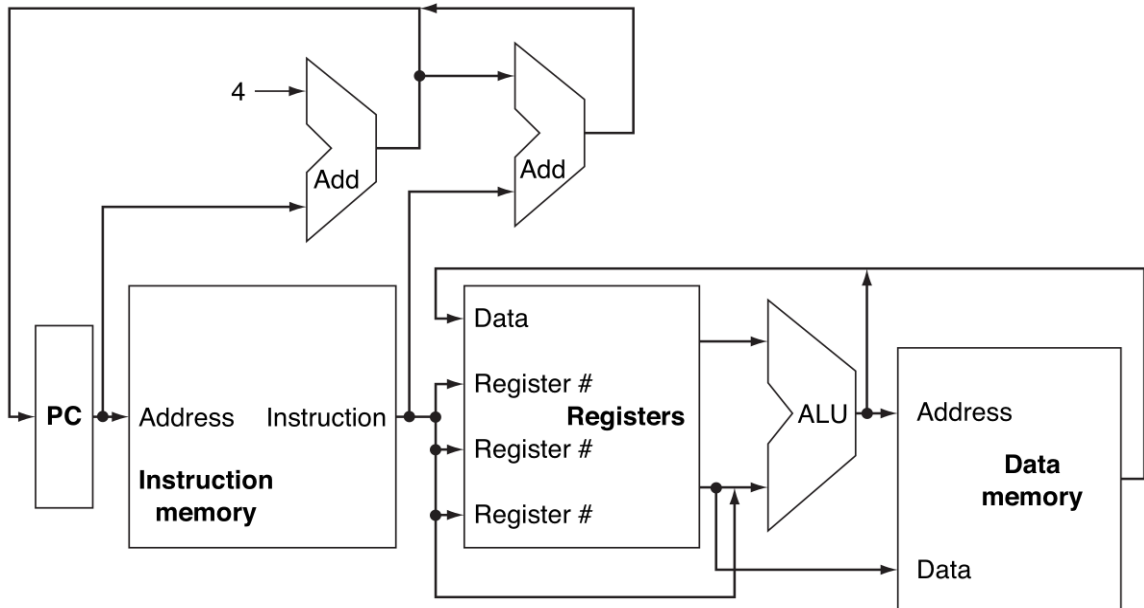 4
Add
Add
PC
Address
Instruction
Instruction
memory
Data
Register #
Register #
Register #
Registers
ALU
Address
Data
memory
Data